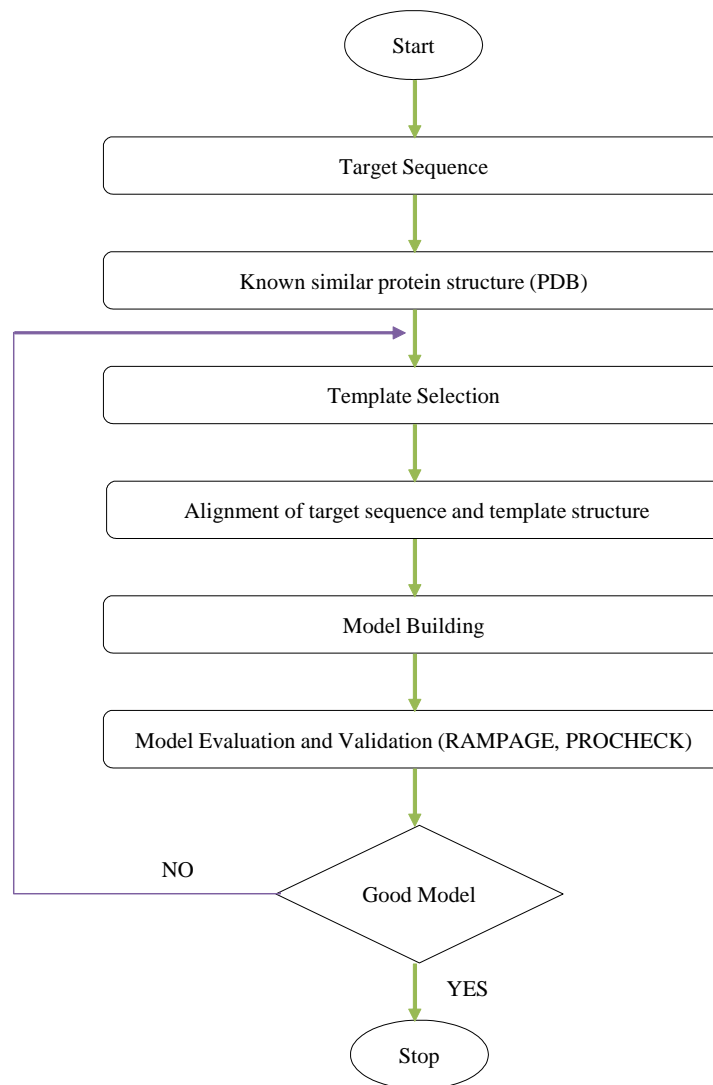 Start
Target Sequence
Known similar protein structure (PDB)
Template Selection
Alignment of target sequence and template structure
Model Building
Model Evaluation and Validation (RAMPAGE, PROCHECK)
NO
Good Model
YES
Stop